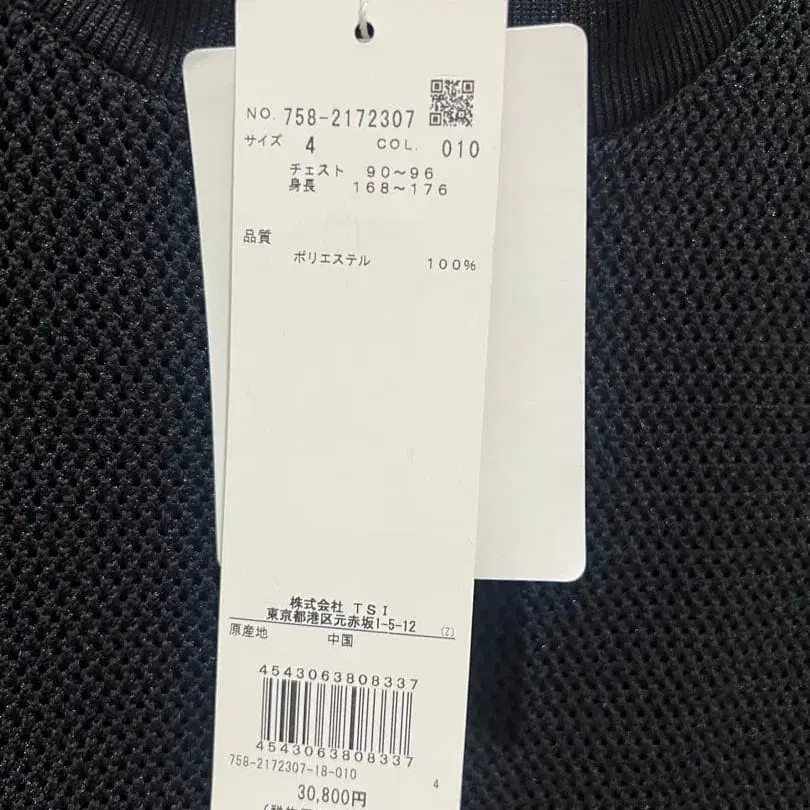 NO. 758-2172307
サイズ 4 COL. 010
チェスト 90〜96
身長 168〜176
品質
ポリエステル 100%
株式会社 TSI
東京都港区元赤坂1-5-12 (Z)
原産地 中国
4543063808337
4543063808337
758-2172307-18-010 4
30,800円